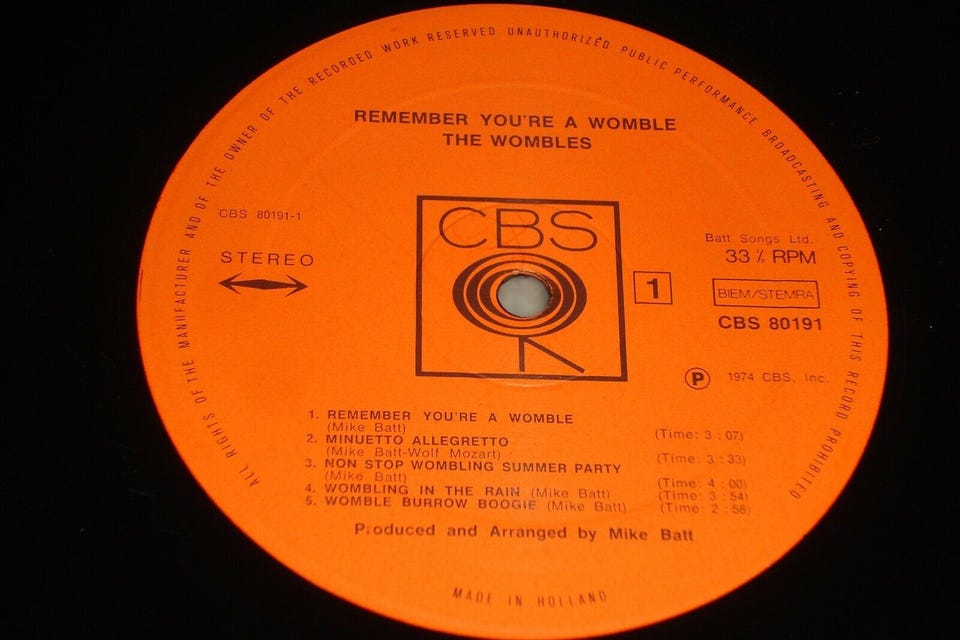 ALL RIGHTS OF THE MANUFACTURER AND OF THE OWNER OF THE RECORDED WORK RESERVED UNAUTHORIZED PUBLIC PERFORMANCE BROADCASTING AND COPYING OF THIS RECORD PROHIBITED
REMEMBER YOU'RE A WOMBLE
THE WOMBLES
CBS 80191-1
STEREO
CBS
1
Batt Songs Ltd.
33 ⅓ RPM
BIEM/STEMRA
CBS 80191
Ⓟ 1974 CBS, Inc.
1. REMEMBER YOU'RE A WOMBLE
(Mike Batt) (Time: 3 : 07)
2. MINUETTO ALLEGRETTO
(Mike Batt-Wolf Mozart) (Time: 3 : 33)
3. NON STOP WOMBLING SUMMER PARTY
(Mike Batt) (Time: 4 : 00)
4. WOMBLING IN THE RAIN (Mike Batt) (Time: 3 : 54)
5. WOMBLE BURROW BOOGIE (Mike Batt) (Time: 2 : 58)
Produced and Arranged by Mike Batt
MADE IN HOLLAND